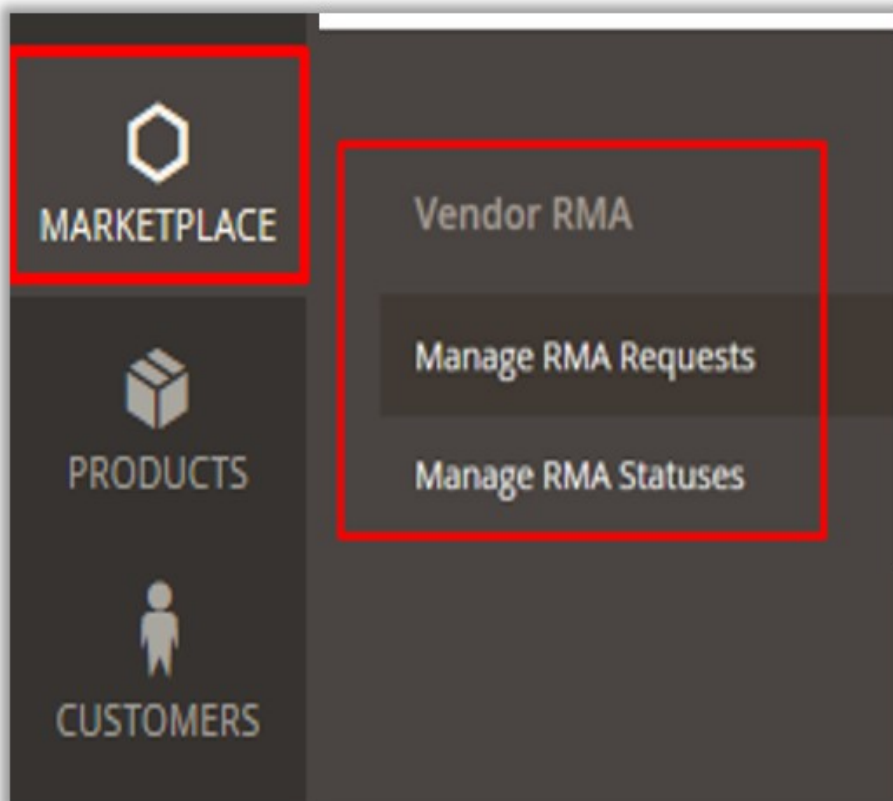 MARKETPLACE
PRODUCTS
CUSTOMERS
Vendor RMA
Manage RMA Requests
Manage RMA Statuses